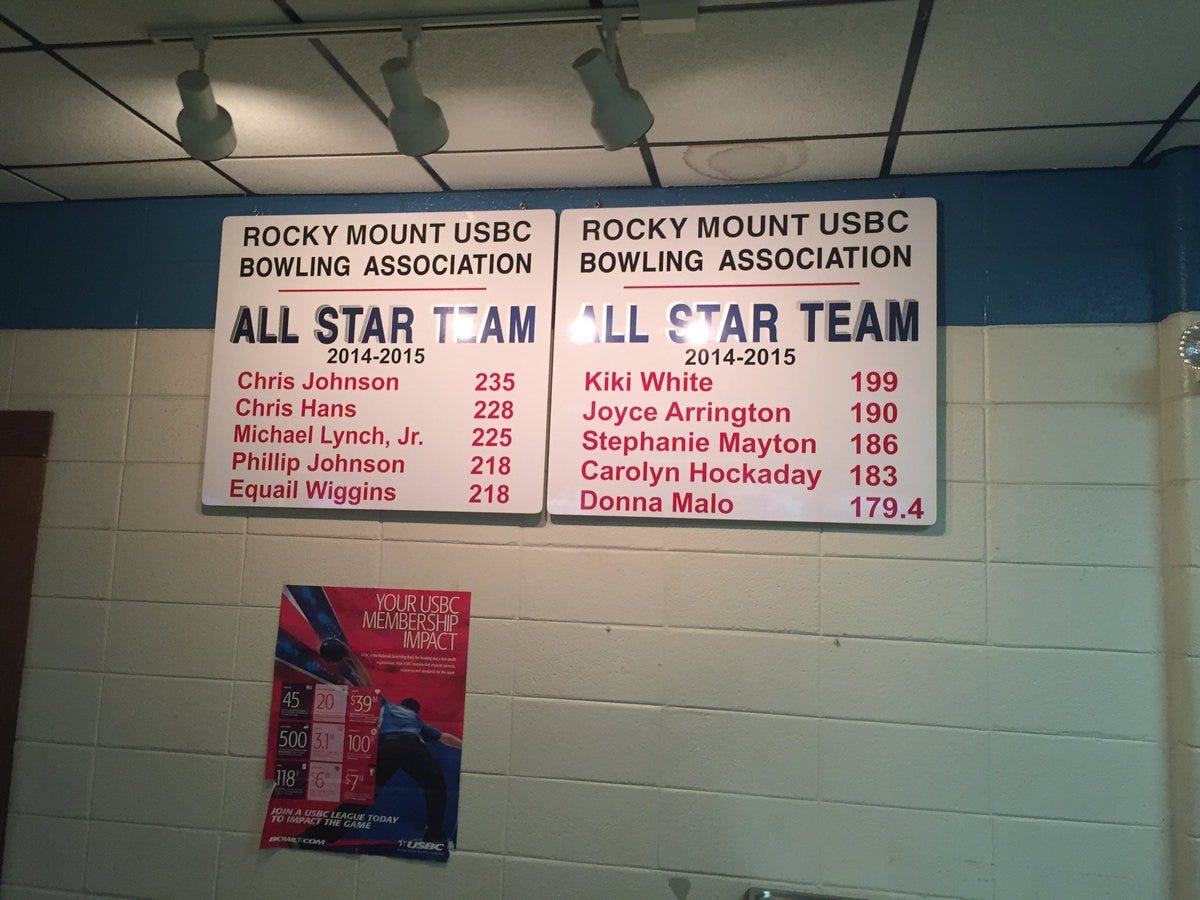 ROCKY MOUNT USBC
BOWLING ASSOCIATION
ALL STAR TEAM
2014-2015
Chris Johnson 235
Chris Hans 228
Michael Lynch, Jr. 225
Phillip Johnson 218
Equail Wiggins 218
ROCKY MOUNT USBC
BOWLING ASSOCIATION
ALL STAR TEAM
2014-2015
Kiki White 199
Joyce Arrington 190
Stephanie Mayton 186
Carolyn Hockaday 183
Donna Malo 179.4
YOUR USBC
MEMBERSHIP
IMPACT
45 20 $39
500 3.1 100
118 $6 $7
JOIN A USBC LEAGUE TODAY
TO IMPACT THE GAME
BOWL.COM USBC